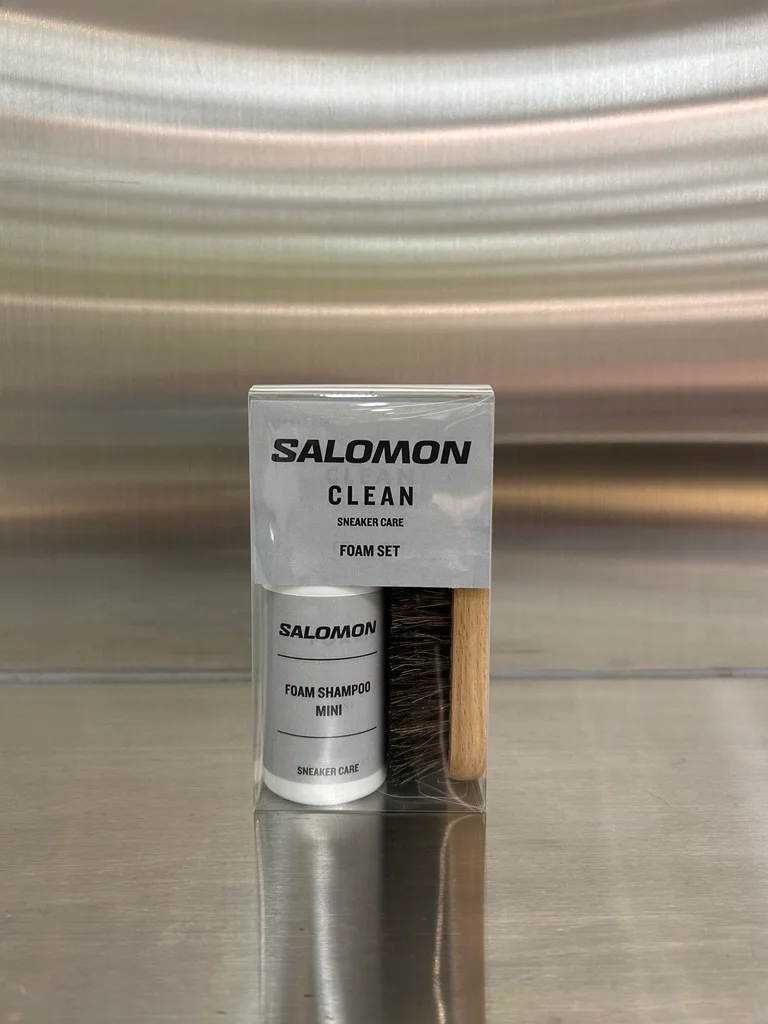 SALOMON
CLEAN
SNEAKER CARE
FOAM SET
SALOMON
FOAM SHAMPOO
MINI
SNEAKER CARE